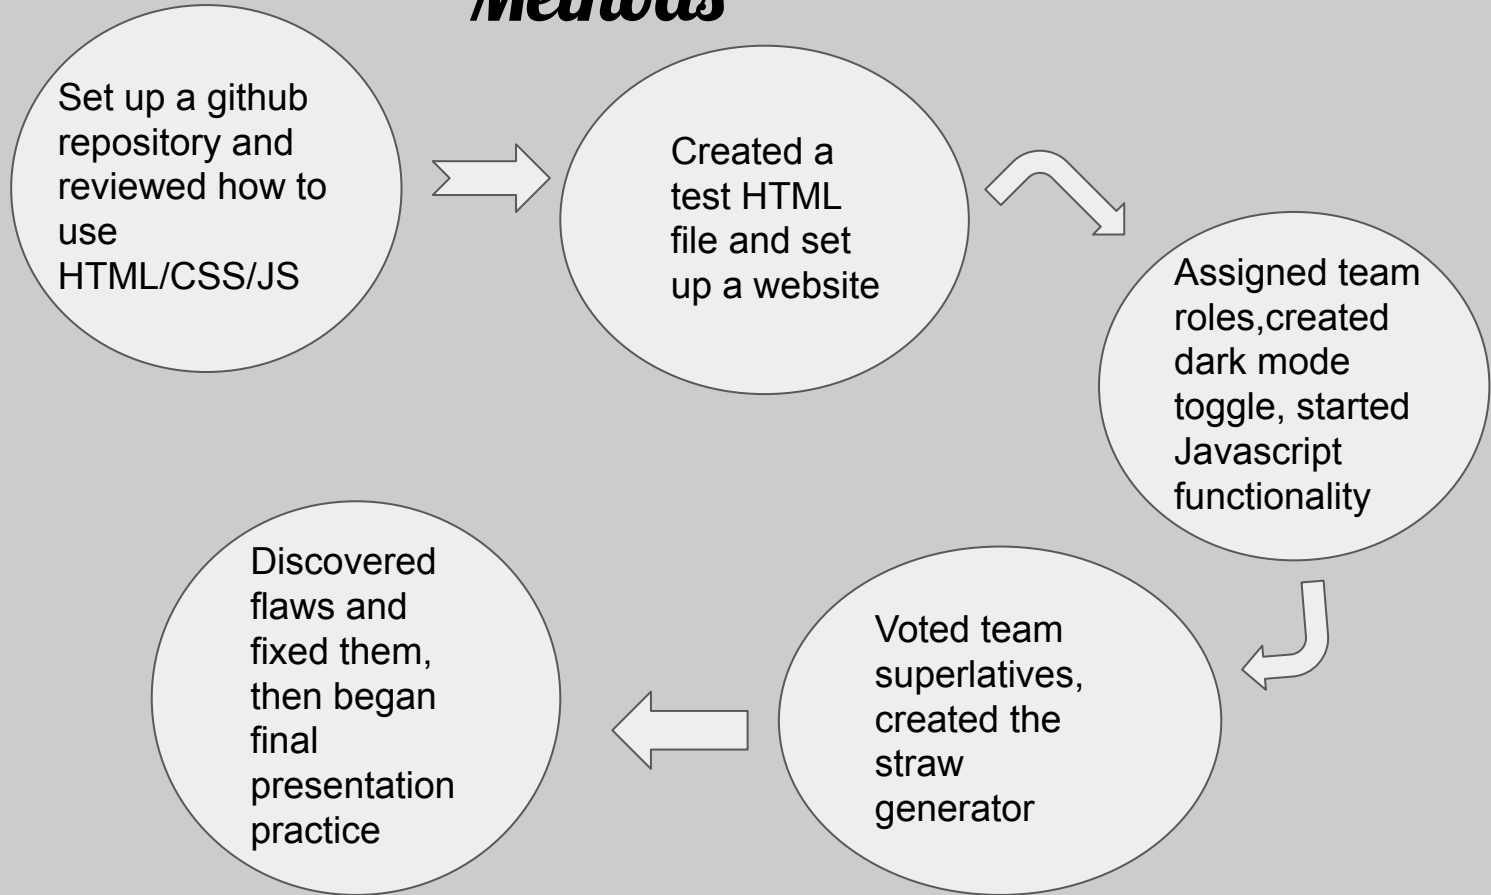 Methods
Set up a github
repository and
reviewed how to
use
HTML/CSS/JS
Created a
test HTML
file and set
up a website
Assigned team
roles,created
dark mode
toggle, started
Javascript
functionality
Voted team
superlatives,
created the
straw
generator
Discovered
flaws and
fixed them,
then began
final
presentation
practice